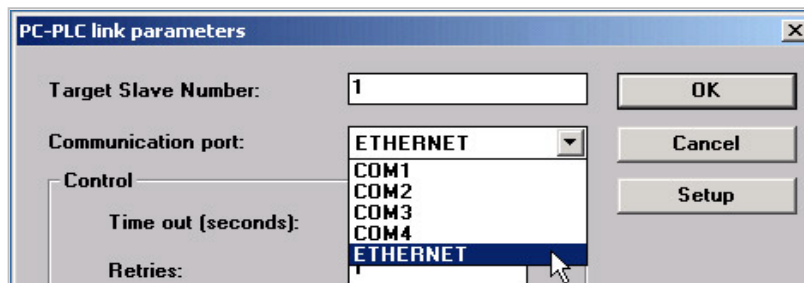 PC-PLC link parameters
Target Slave Number: 1 OK
Communication port: ETHERNET Cancel
COM1
Control COM2 Setup
COM3
Time out (seconds): COM4
ETHERNET
Retries: